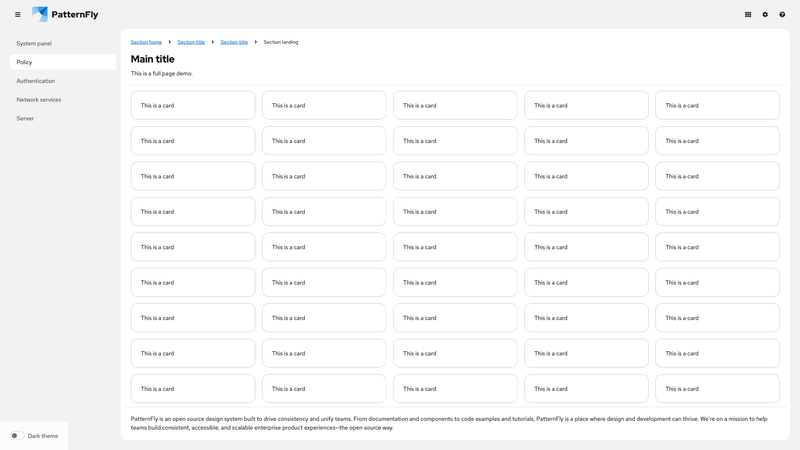 PatternFly
System panel
Policy
Authentication
Network services
Server
Section home > Section title > Section title > Section landing
Main title
This is a full page demo.
This is a card This is a card This is a card This is a card This is a card
This is a card This is a card This is a card This is a card This is a card
This is a card This is a card This is a card This is a card This is a card
This is a card This is a card This is a card This is a card This is a card
This is a card This is a card This is a card This is a card This is a card
This is a card This is a card This is a card This is a card This is a card
This is a card This is a card This is a card This is a card This is a card
This is a card This is a card This is a card This is a card This is a card
This is a card This is a card This is a card This is a card This is a card
PatternFly is an open source design system built to drive consistency and unify teams. From documentation and components to code examples and tutorials, PatternFly is a place where design and development can thrive. We're on a mission to help
teams build consistent, accessible, and scalable enterprise product experiences—the open source way.
Dark theme